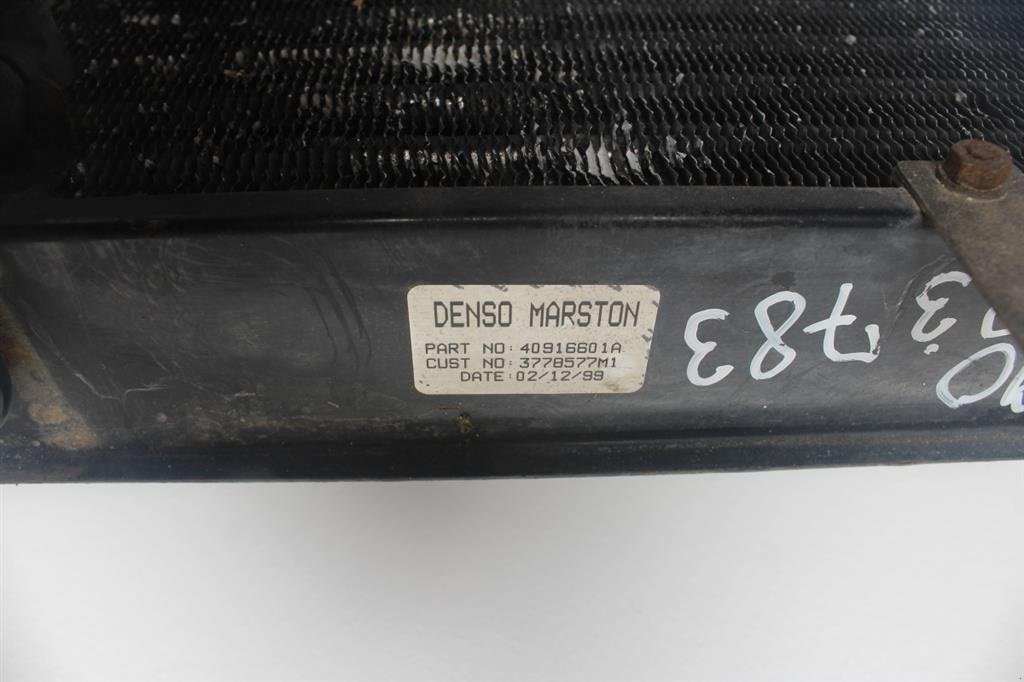 DENSO MARSTON
PART NO: 40916601A
CUST NO: 3778577M1
DATE: 02/12/99
783